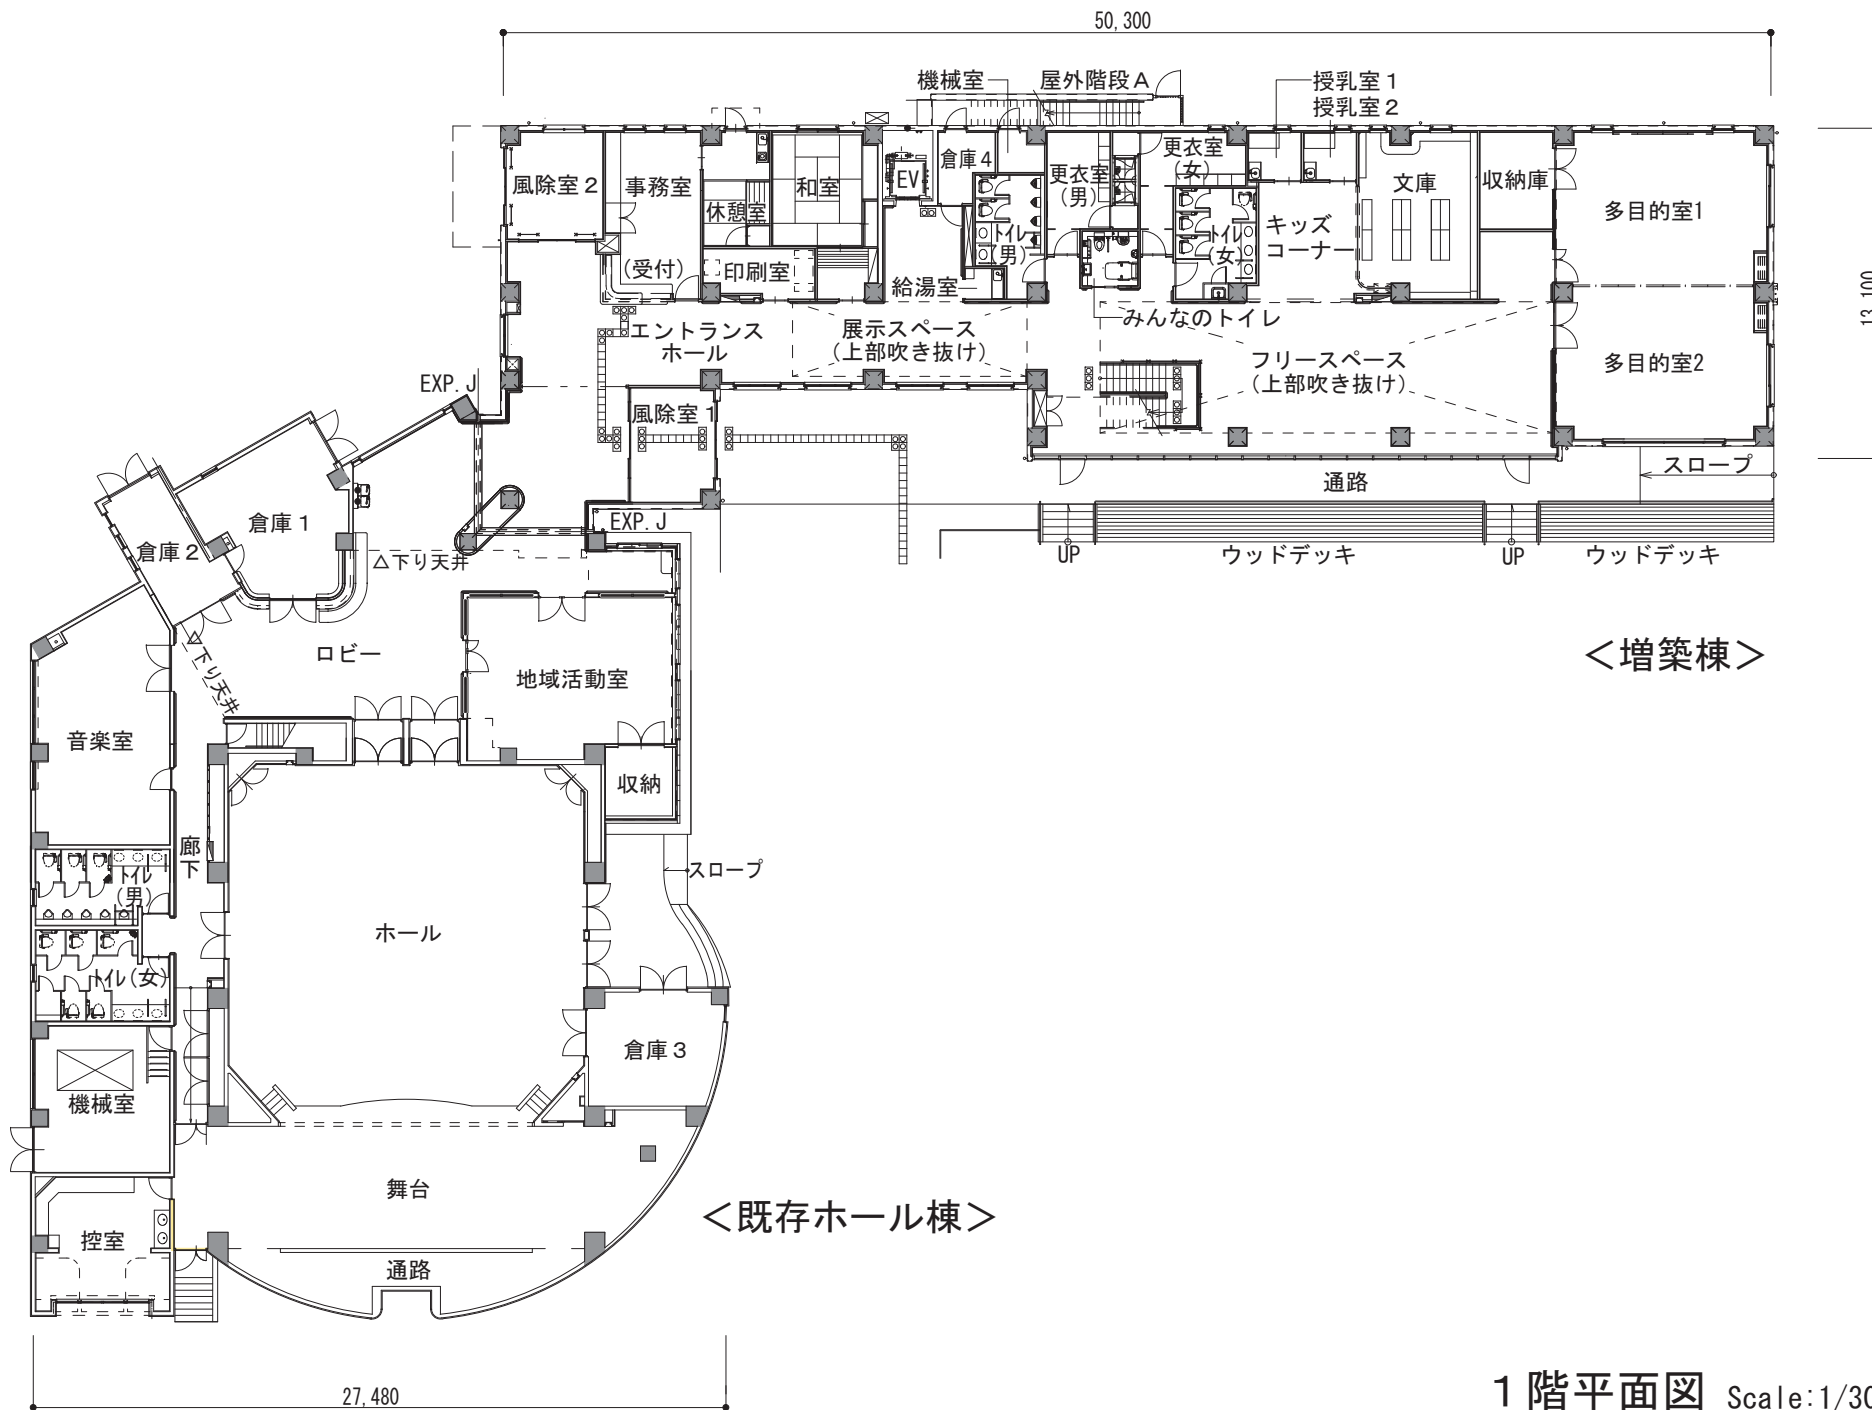 50,300
機械室
屋外階段A
授乳室1
授乳室2
風除室2
事務室
休憩室
和室
EV
倉庫4
トイレ
(男)
更衣室
(男)
更衣室
(女)
トイレ
(女)
キッズ
コーナー
文庫
収納庫
多目的室1
(受付)
印刷室
給湯室
みんなのトイレ
エントランス
ホール
展示スペース
(上部吹き抜け)
フリースペース
(上部吹き抜け)
多目的室2
13,100
EXP.J
風除室1
スロープ
通路
EXP.J
UP
ウッドデッキ
UP
ウッドデッキ
倉庫1
倉庫2
△下り天井
△下り天井
ロビー
地域活動室
<増築棟>
音楽室
収納
廊下
トイレ
(男)
スロープ
ホール
トイレ(女)
倉庫3
機械室
舞台
<既存ホール棟>
控室
通路
27,480
1階平面図 Scale:1/30